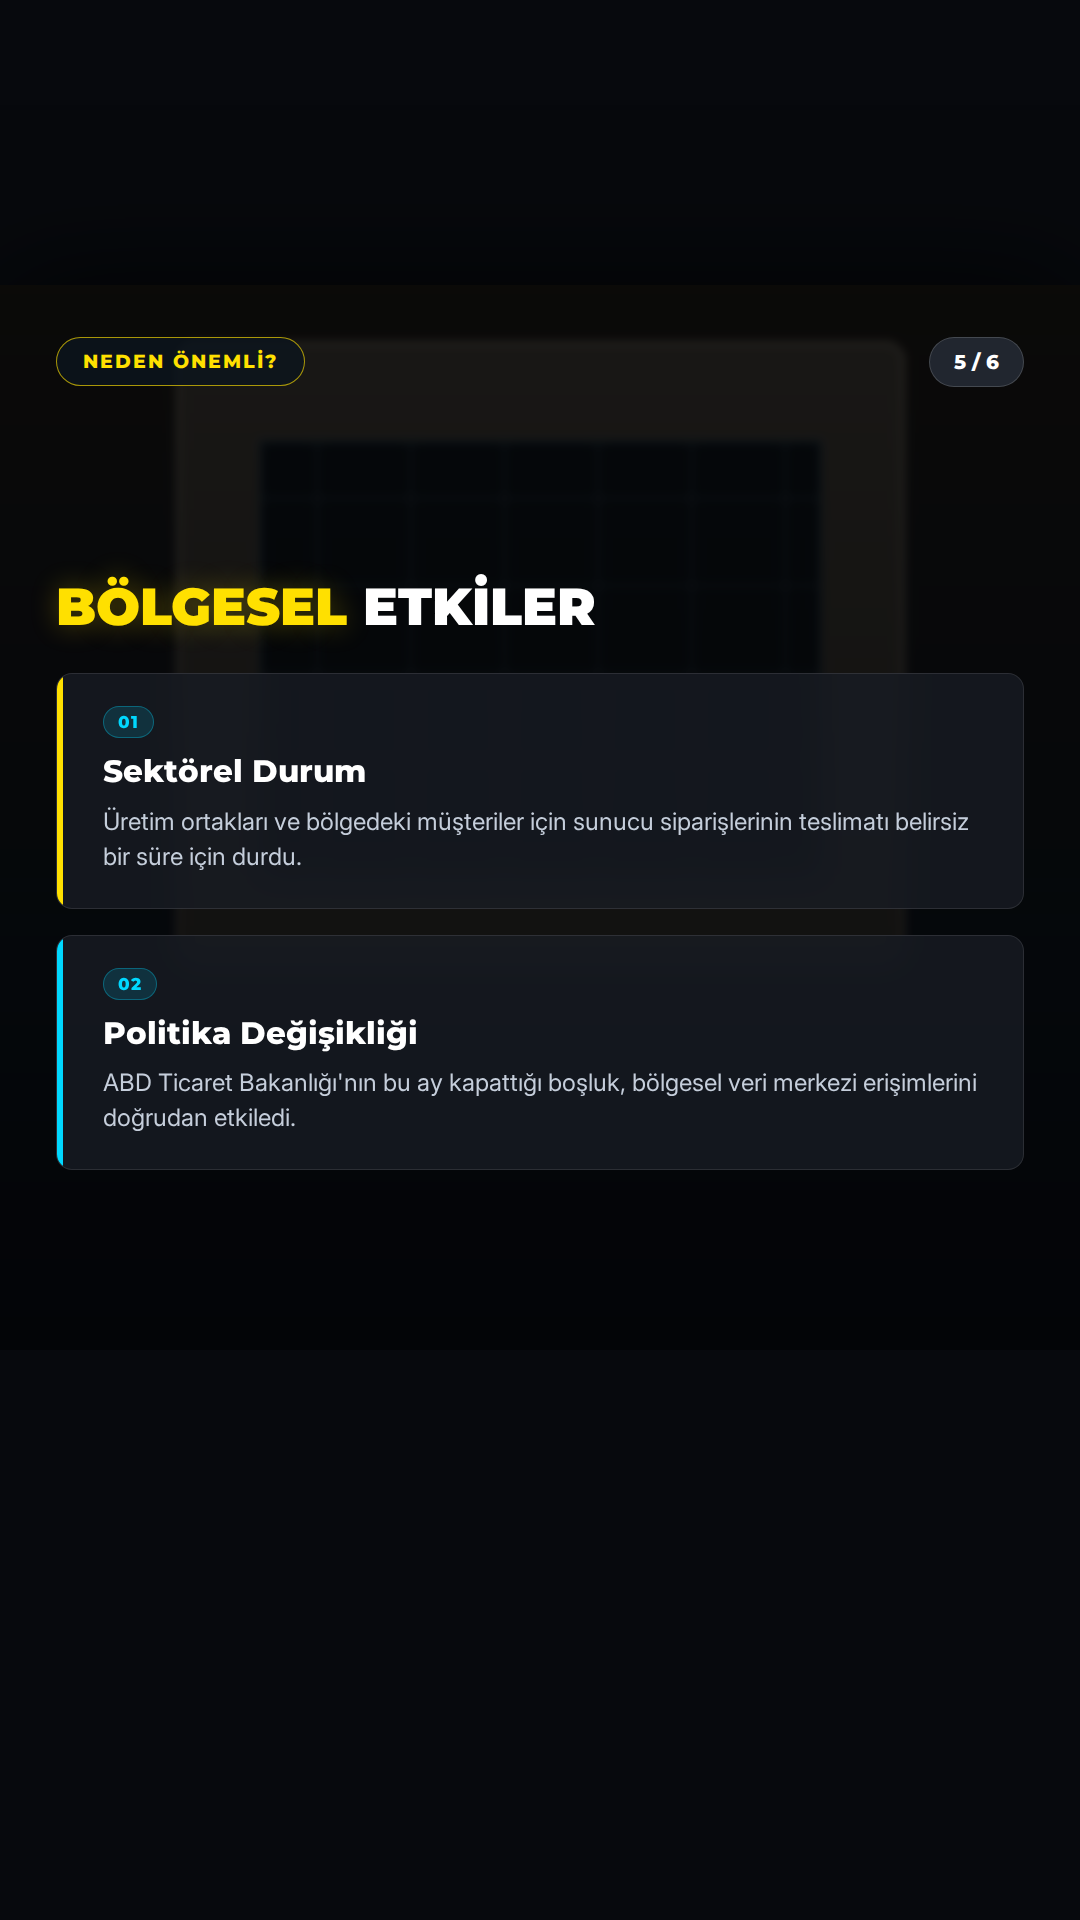 NEDEN ÖNEMLİ?
5 / 6
BÖLGESEL ETKİLER
01
Sektörel Durum
Üretim ortakları ve bölgedeki müşteriler için sunucu siparişlerinin teslimatı belirsiz
bir süre için durdu.
02
Politika Değişikliği
ABD Ticaret Bakanlığı'nın bu ay kapattığı boşluk, bölgesel veri merkezi erişimlerini
doğrudan etkiledi.